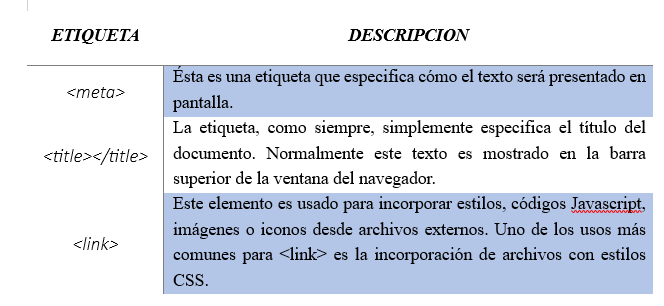 ETIQUETA DESCRIPCION
<meta> Ésta es una etiqueta que especifica cómo el texto será presentado en
pantalla.
<title></title> La etiqueta, como siempre, simplemente especifica el título del
documento. Normalmente este texto es mostrado en la barra
superior de la ventana del navegador.
<link> Este elemento es usado para incorporar estilos, códigos Javascript,
imágenes o iconos desde archivos externos. Uno de los usos más
comunes para <link> es la incorporación de archivos con estilos
CSS.